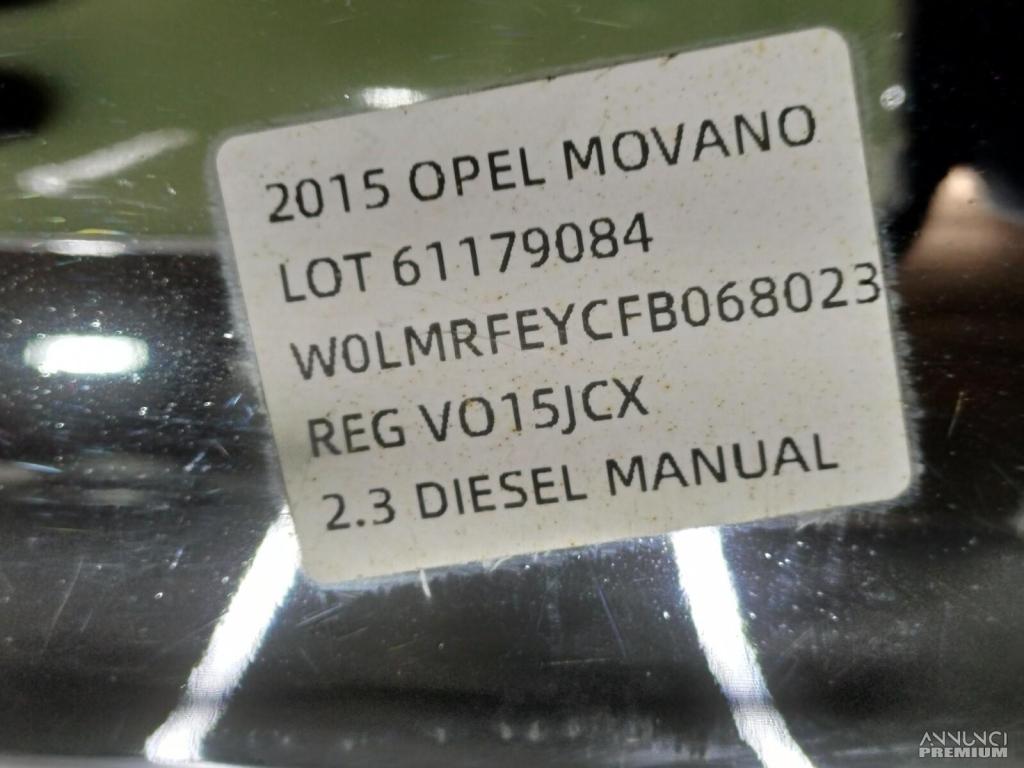 2015 OPEL MOVANO
LOT 61179084
W0LMRFEYCFB068023
REG VO15JCX
2.3 DIESEL MANUAL
ANNUNCI
PREMIUM